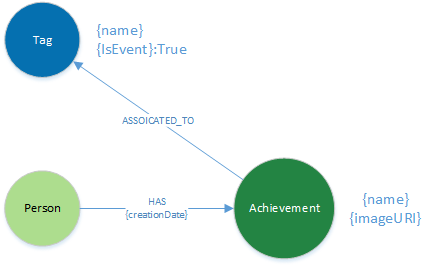 Tag
{name}
{IsEvent}:True
ASSOICATED_TO
Person
HAS
{creationDate}
Achievement
{name}
{imageURI}